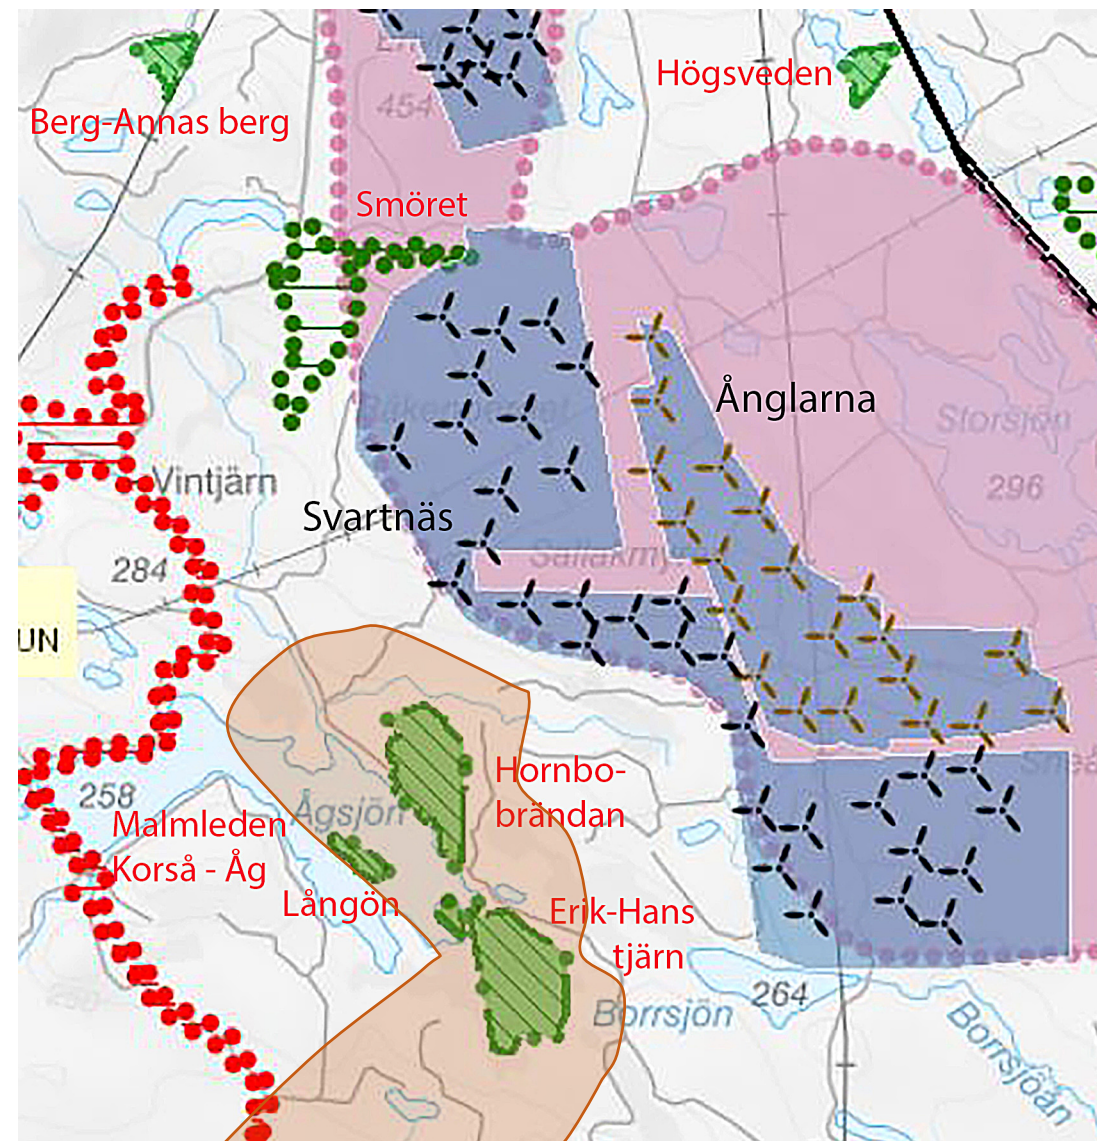 Högsveden
454
Berg-Annas berg
Smöret
Ånglarna
Storsjön
Vintjärn
296
Svartnäs
284
UN
Hornbo-
brändan
258
Ågsjön
Malmleden
Korså - Åg
Långön
Erik-Hans
tjärn
264
Borrsjön
Borrsjöån